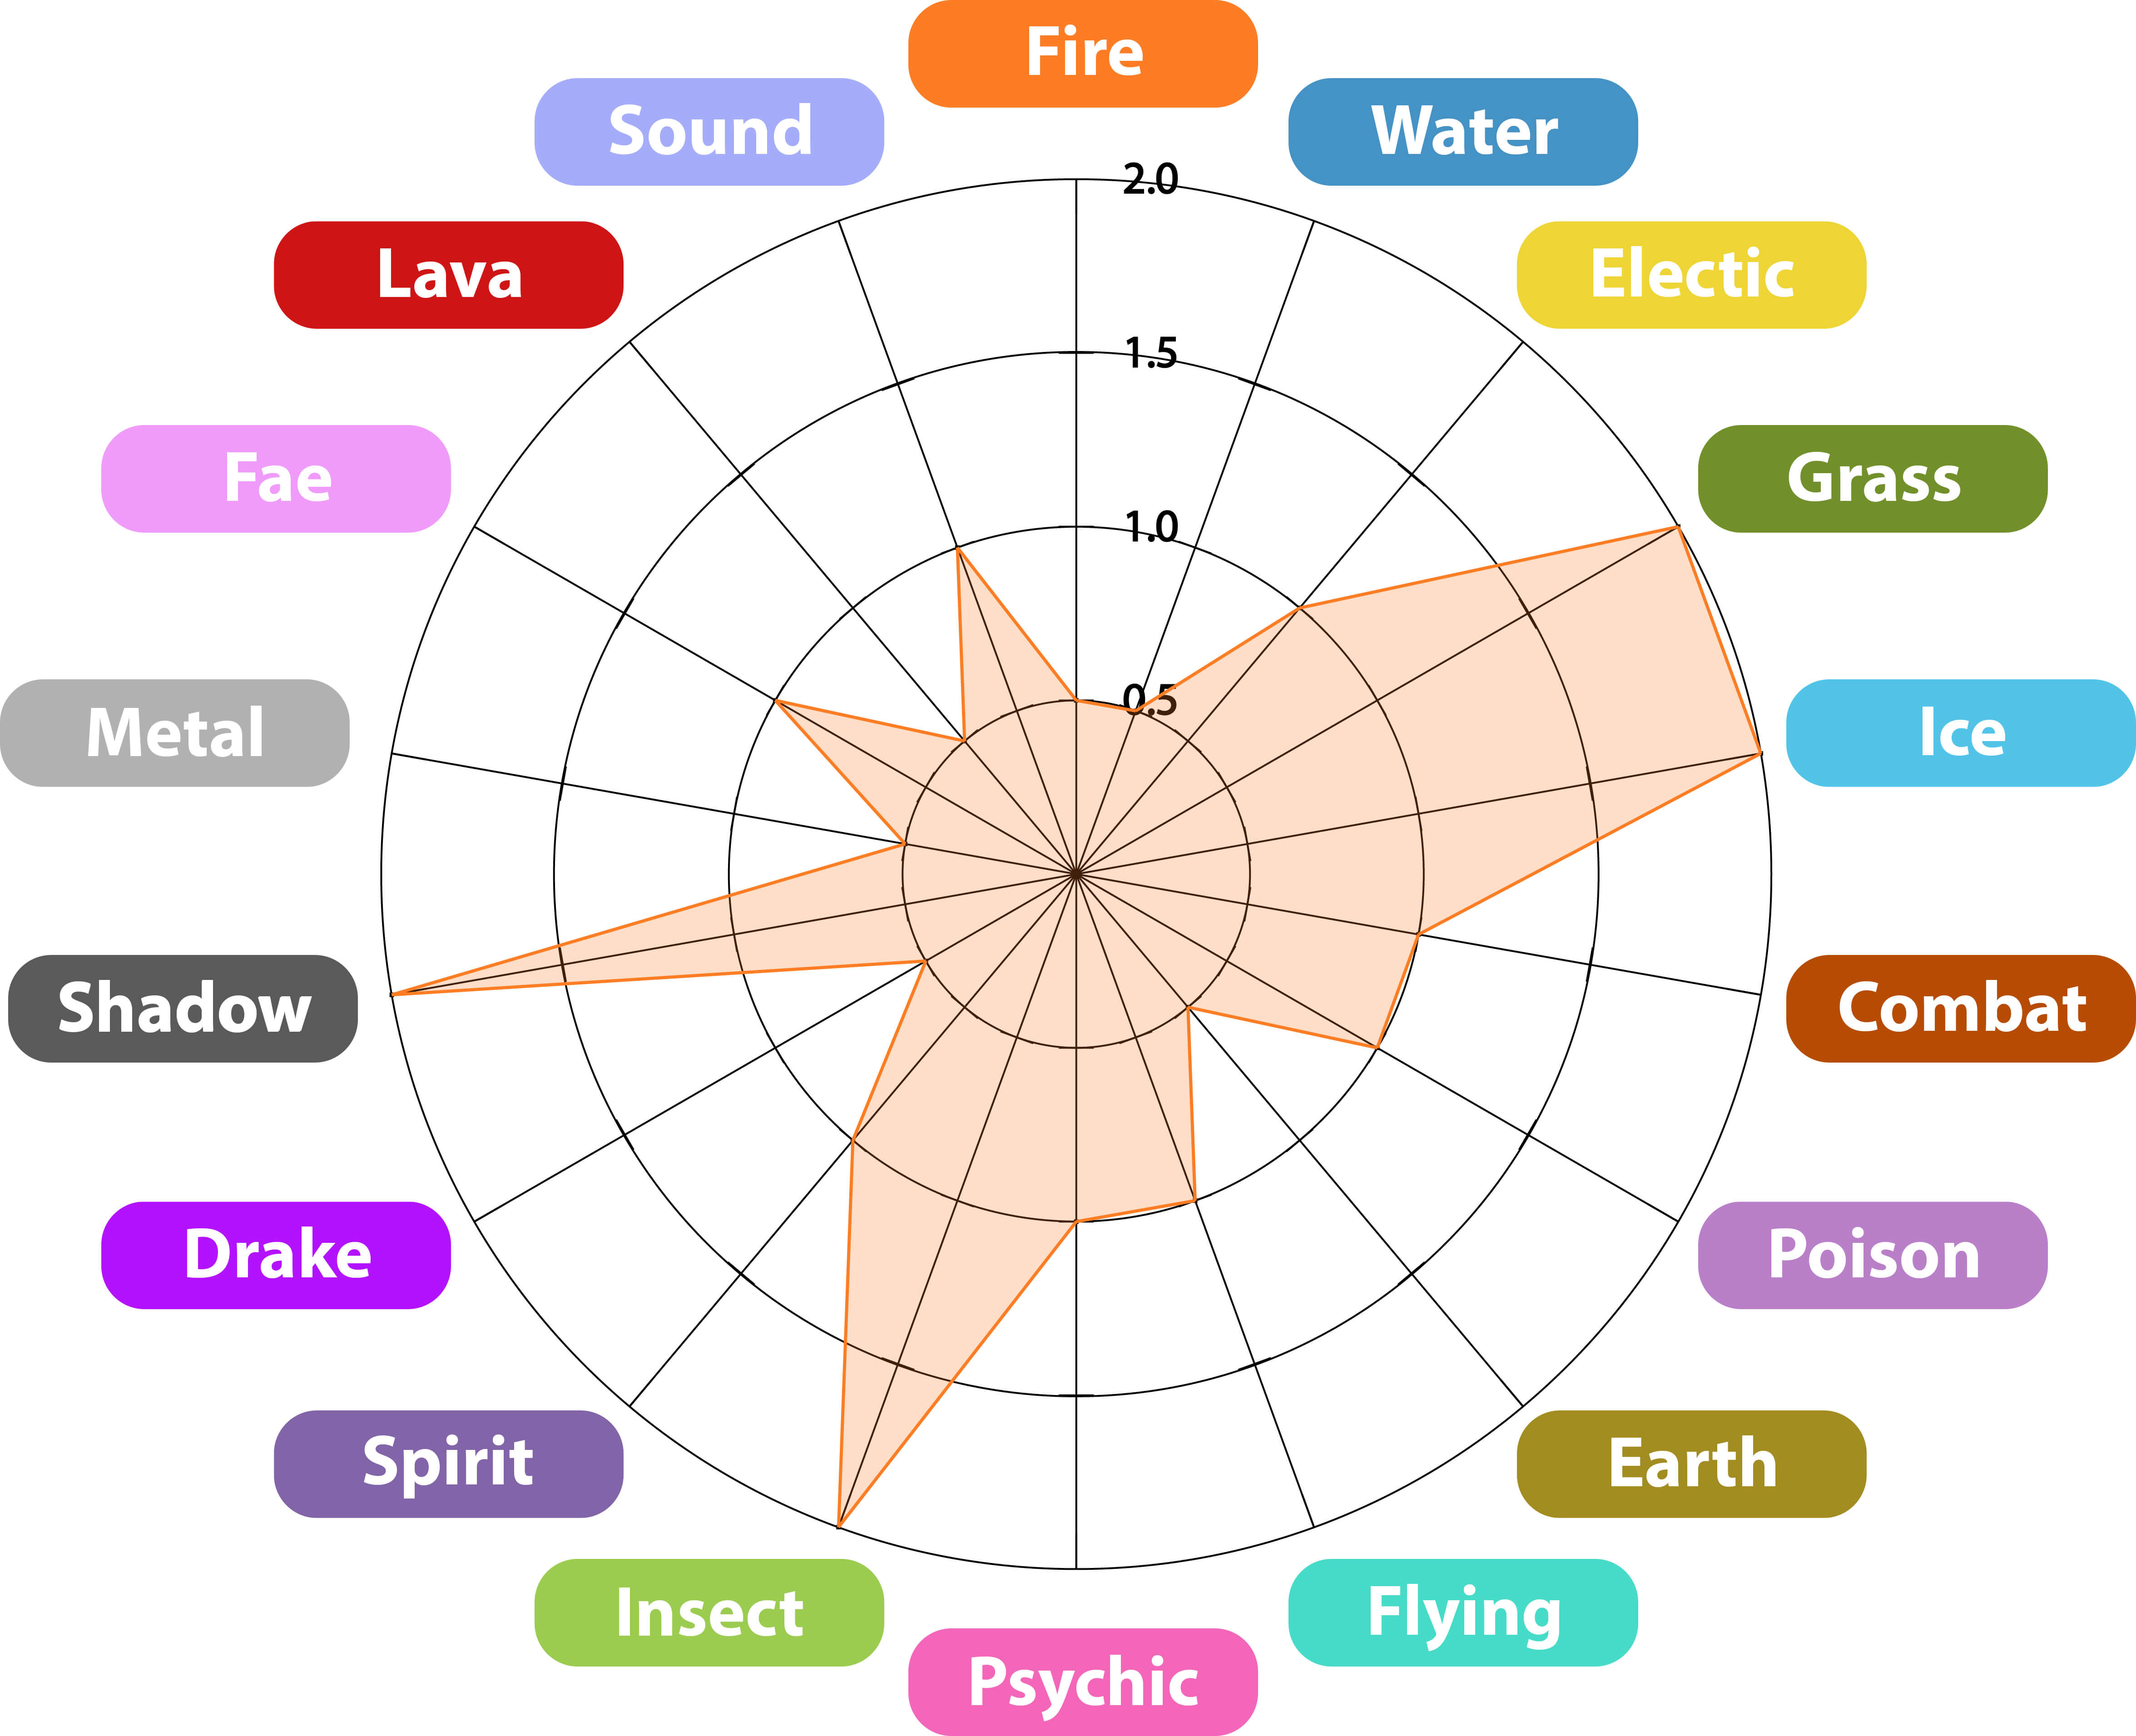 Fire
Sound
Water
2.0
Lava
Electic
1.5
Fae
Grass
1.0
Metal
0.5
Ice
Shadow
Combat
Drake
Poison
Spirit
Earth
Insect
Flying
Psychic